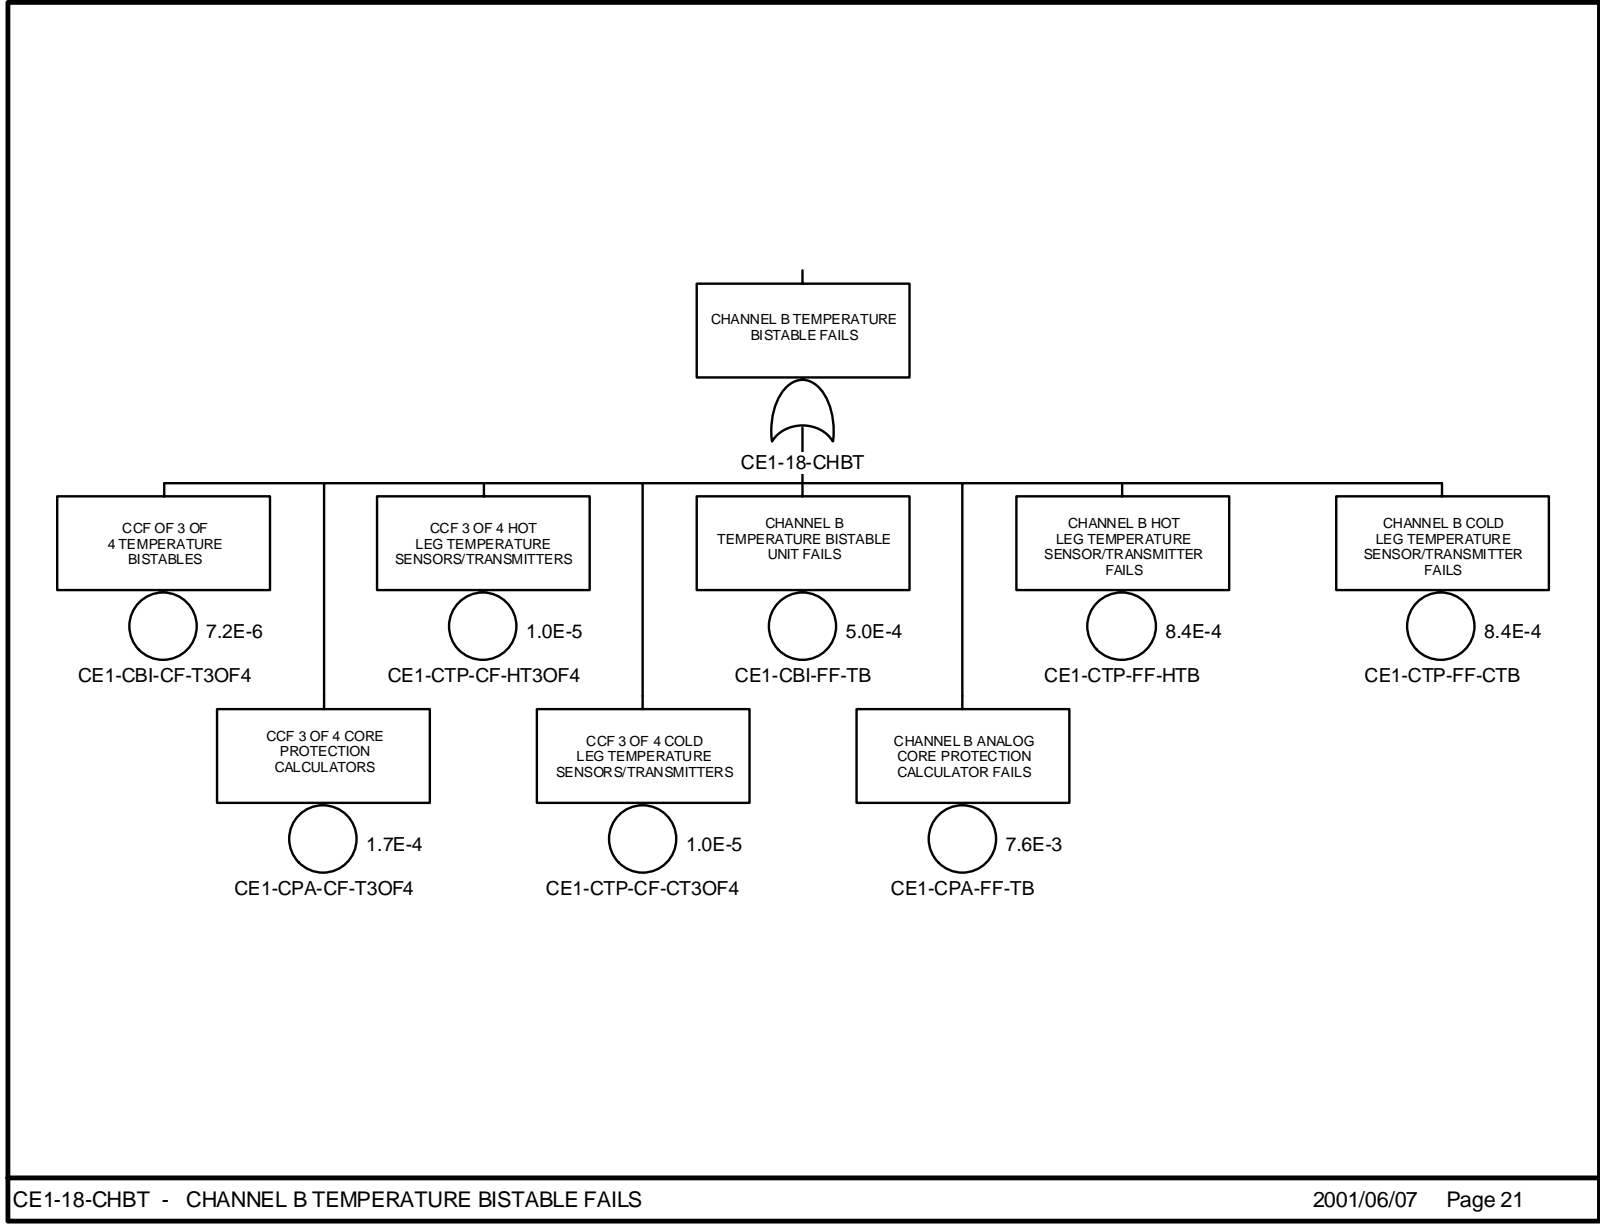 CHANNEL B TEMPERATURE
BISTABLE FAILS
CE1-18-CHBT
CCF OF 3 OF
4 TEMPERATURE
BISTABLES
7.2E-6
CE1-CBI-CF-T3OF4
CCF 3 OF 4 HOT
LEG TEMPERATURE
SENSORS/TRANSMITTERS
1.0E-5
CE1-CTP-CF-HT3OF4
CHANNEL B
TEMPERATURE BISTABLE
UNIT FAILS
5.0E-4
CE1-CBI-FF-TB
CHANNEL B HOT
LEG TEMPERATURE
SENSOR/TRANSMITTER
FAILS
8.4E-4
CE1-CTP-FF-HTB
CHANNEL B COLD
LEG TEMPERATURE
SENSOR/TRANSMITTER
FAILS
8.4E-4
CE1-CTP-FF-CTB
CCF 3 OF 4 CORE
PROTECTION
CALCULATORS
1.7E-4
CE1-CPA-CF-T3OF4
CCF 3 OF 4 COLD
LEG TEMPERATURE
SENSORS/TRANSMITTERS
1.0E-5
CE1-CTP-CF-CT3OF4
CHANNEL B ANALOG
CORE PROTECTION
CALCULATOR FAILS
7.6E-3
CE1-CPA-FF-TB
CE1-18-CHBT - CHANNEL B TEMPERATURE BISTABLE FAILS
2001/06/07 Page 21